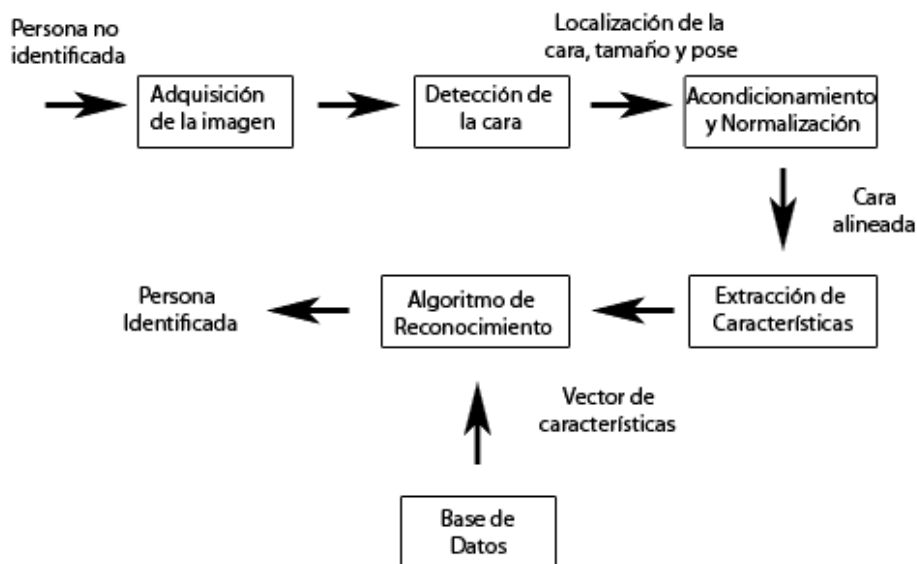 Persona no
identificada
Localización de la
cara, tamaño y pose
Adquisición
de la imagen
Detección de
la cara
Acondicionamiento
y Normalización
Cara
alineada
Extracción de
Características
Algoritmo de
Reconocimiento
Persona
Identificada
Vector de
características
Base de
Datos